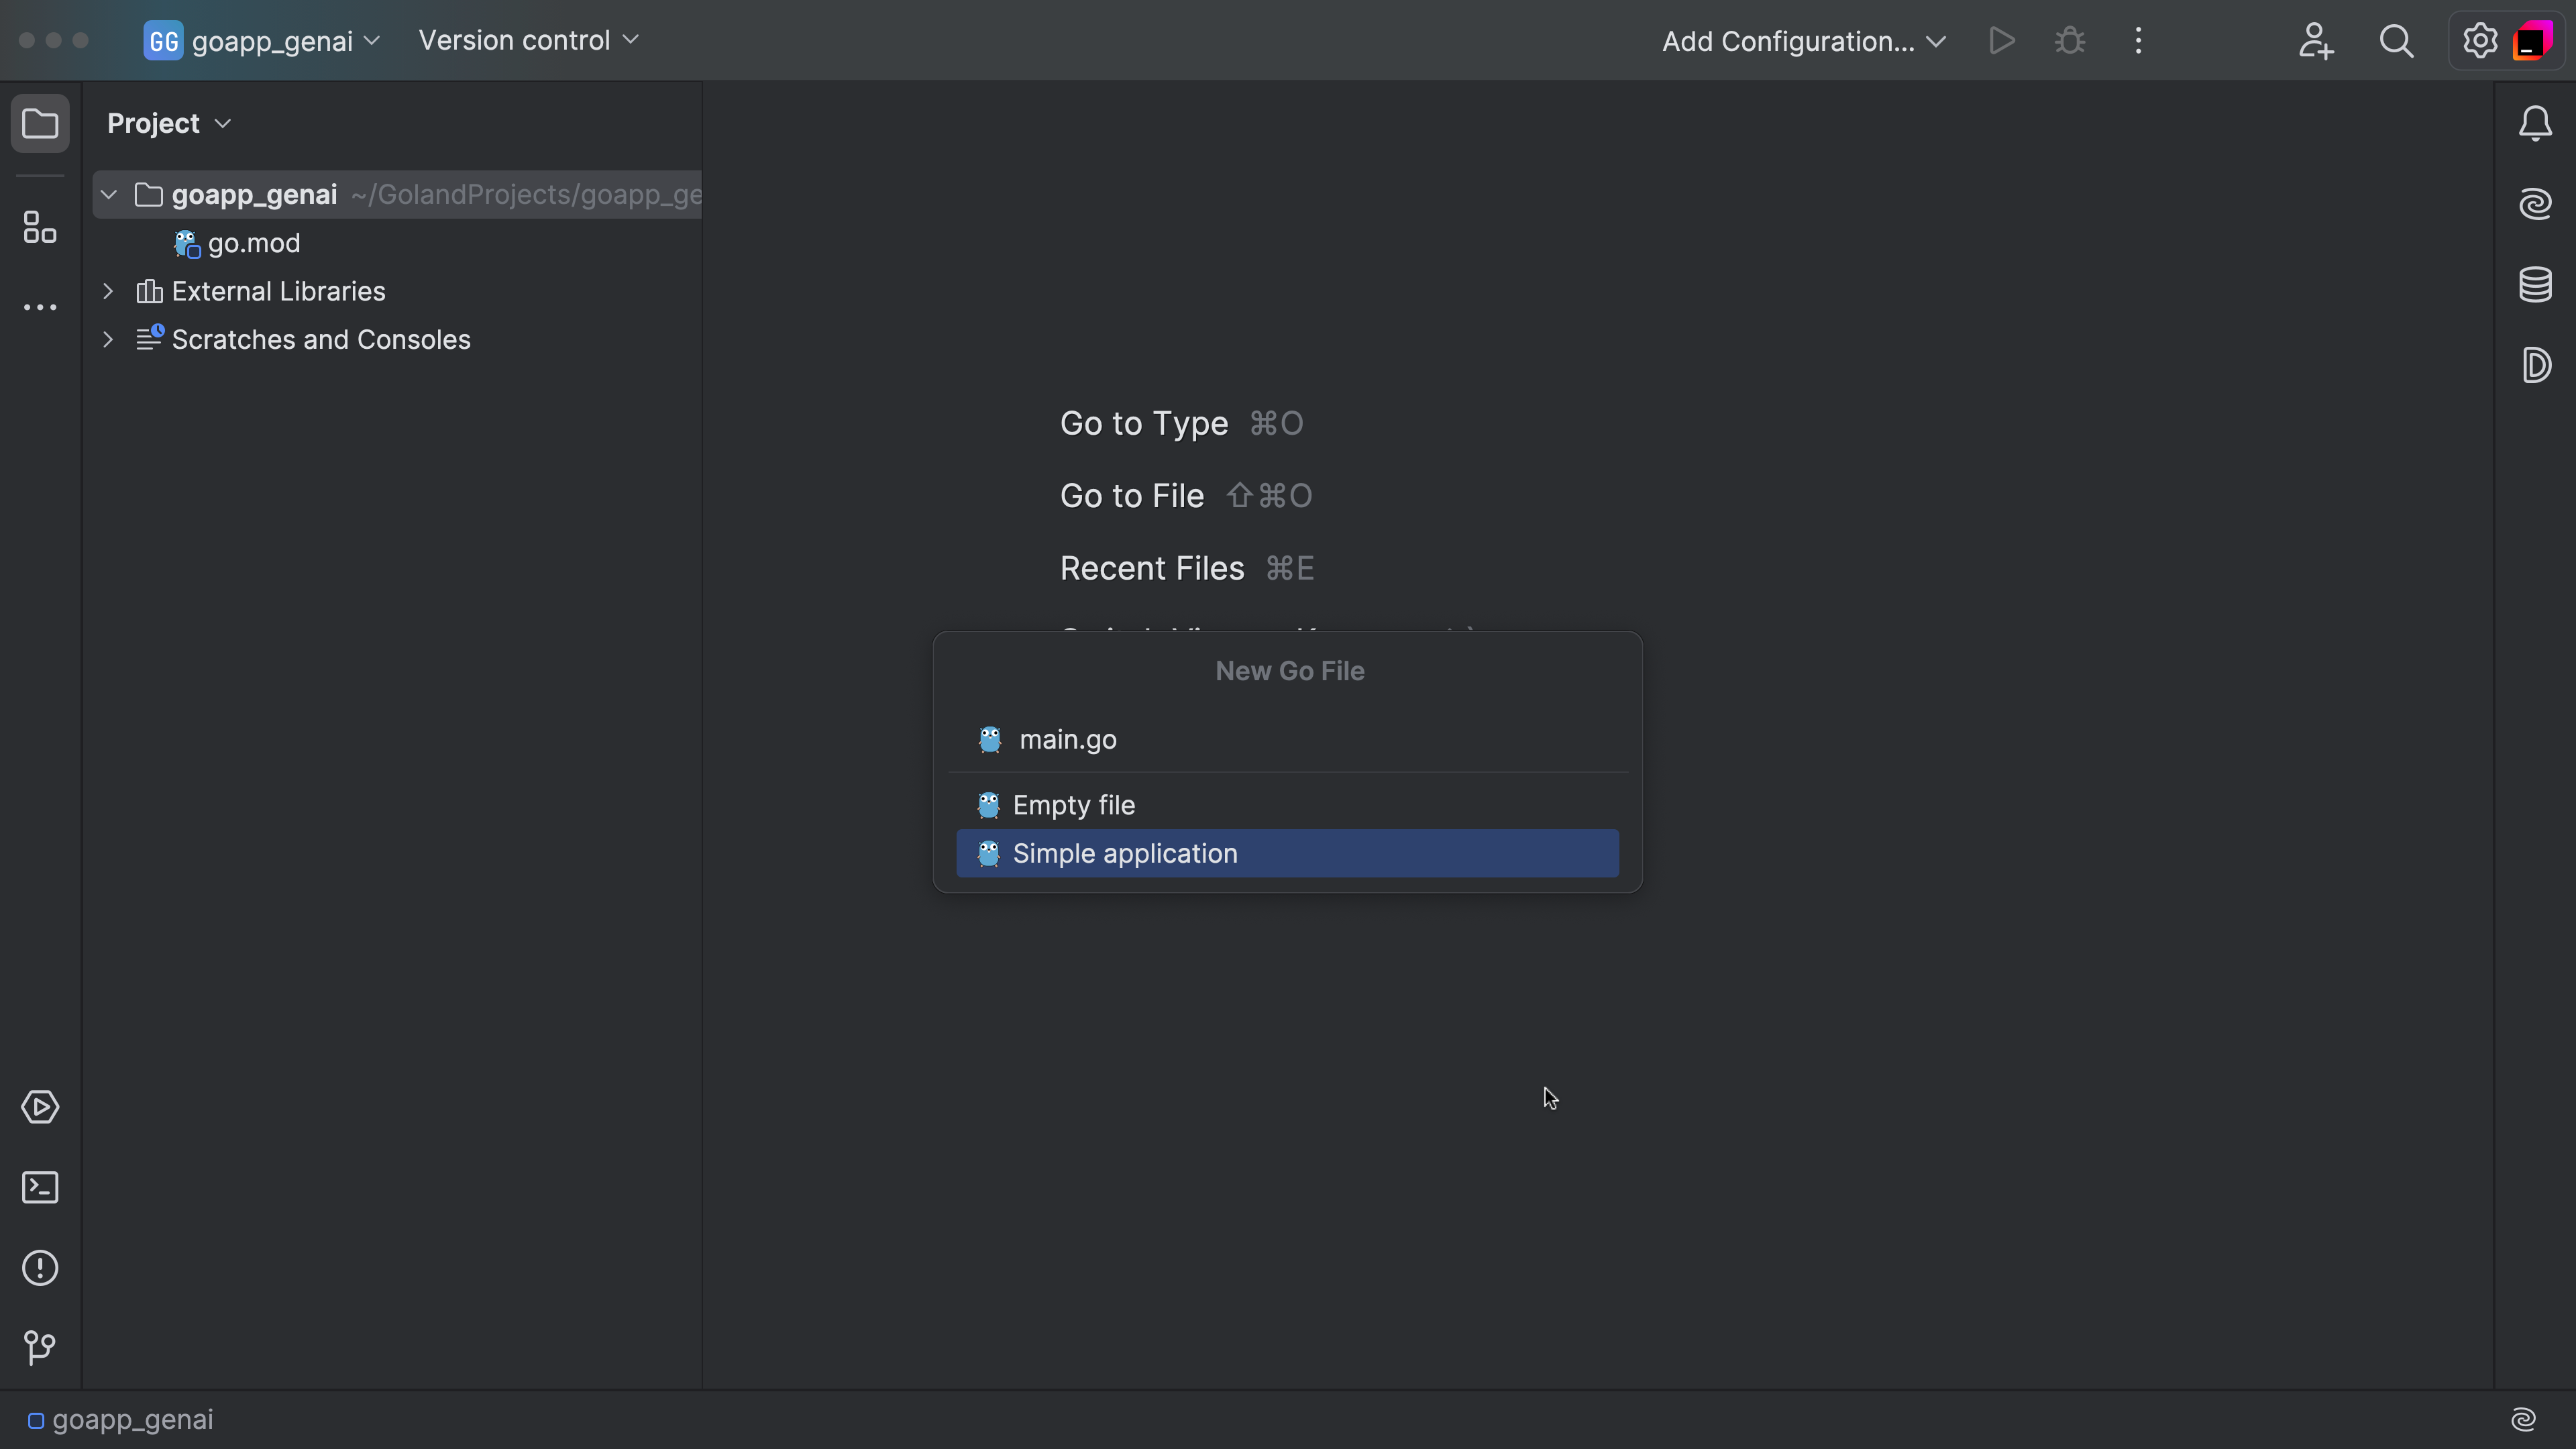 GG goapp_genai Version control Add Configuration...
Project
goapp_genai ~/GolandProjects/goapp_ge
go.mod
External Libraries
Scratches and Consoles
Go to Type ⌘O
Go to File ⇧⌘O
Recent Files ⌘E
New Go File
main.go
Empty file
Simple application
goapp_genai